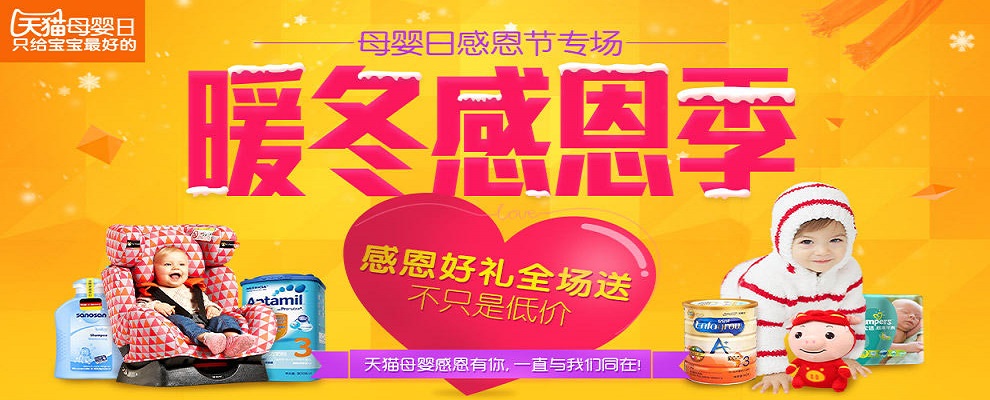 天猫母婴日
只给宝宝最好的
母婴日感恩节专场
暖冬感恩季
Love
感恩好礼全场送
不只是低价
天猫母婴感恩有你, 一直与我们同在!
sanosan
Shampoo
Aptamil
3
Enfagrow
A+
3
Pampers